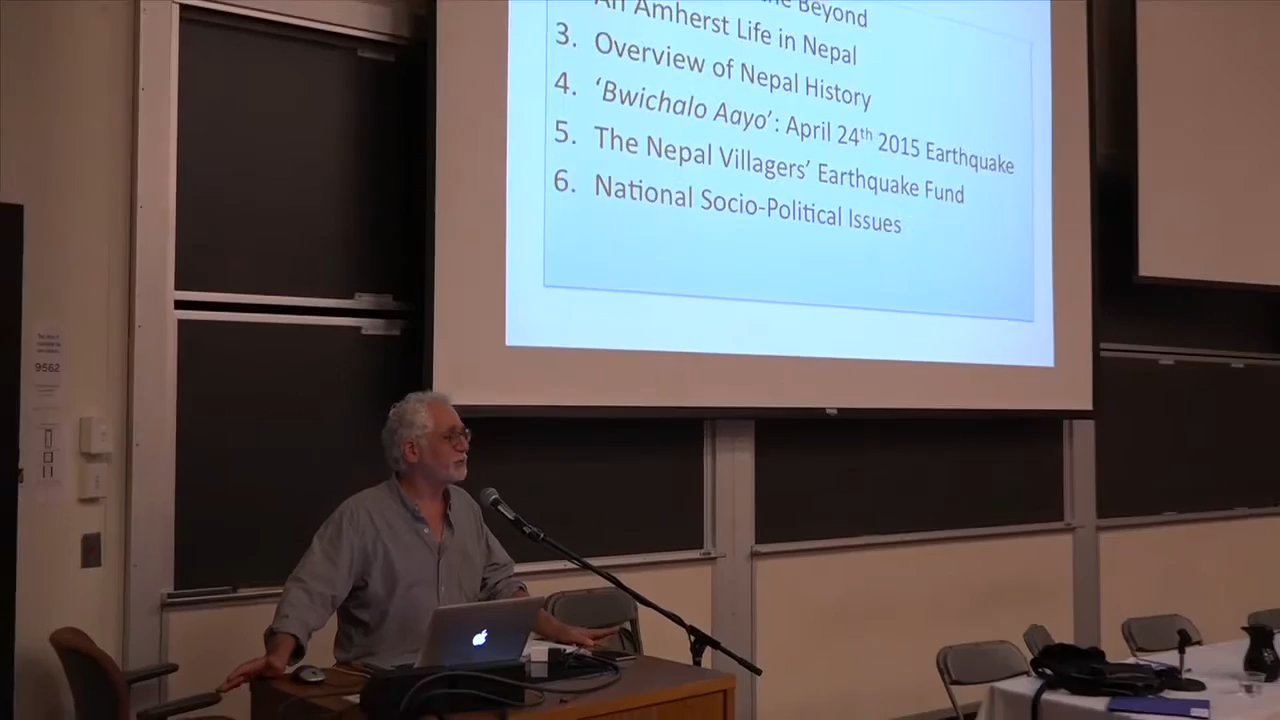 Beyond
An Amherst Life in Nepal
3. Overview of Nepal History
4. ‘Bwichalo Aayo’: April 24th 2015 Earthquake
5. The Nepal Villagers’ Earthquake Fund
6. National Socio-Political Issues
9562